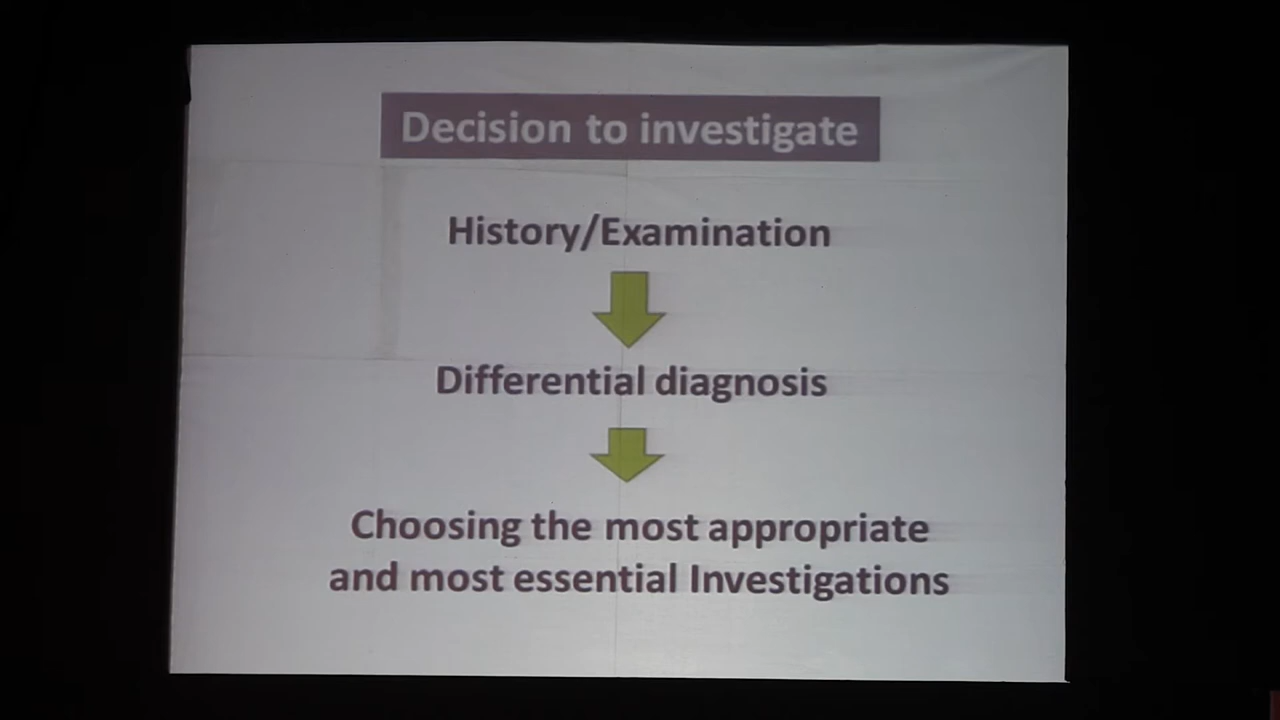 Decision to investigate
History/Examination
Differential diagnosis
Choosing the most appropriate
and most essential Investigations